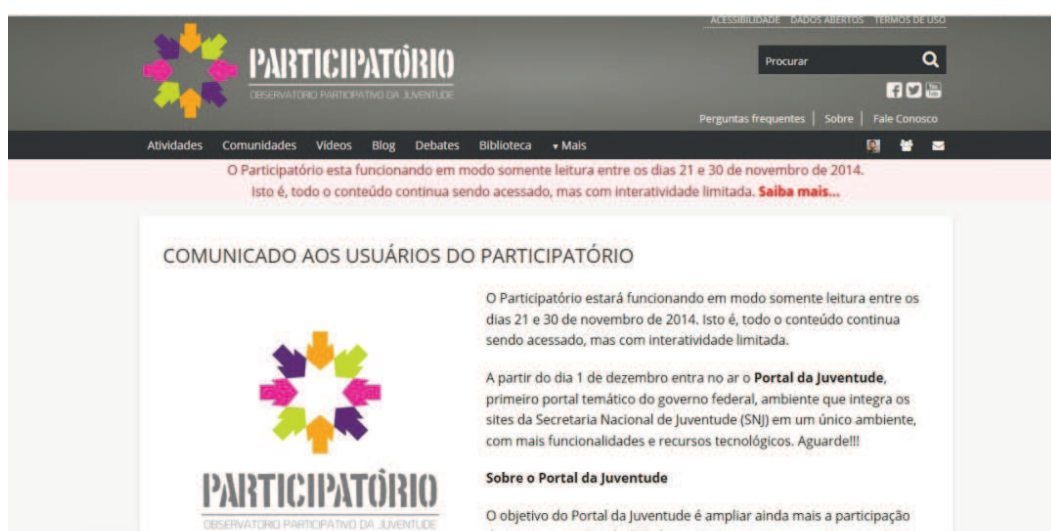 ACESSIBILIDADE DADOS ABERTOS TERMOS DE USO
PARTICIPATÓRIO
OBSERVATÓRIO PARTICIPATIVO DA JUVENTUDE
Procurar
You Tube
Perguntas frequentes | Sobre | Fale Conosco
Atividades Comunidades Vídeos Blog Debates Biblioteca ▾ Mais
O Participatório esta funcionando em modo somente leitura entre os dias 21 e 30 de novembro de 2014.
Isto é, todo o conteúdo continua sendo acessado, mas com interatividade limitada. Saiba mais...
COMUNICADO AOS USUÁRIOS DO PARTICIPATÓRIO
O Participatório estará funcionando em modo somente leitura entre os
dias 21 e 30 de novembro de 2014. Isto é, todo o conteúdo continua
sendo acessado, mas com interatividade limitada.
A partir do dia 1 de dezembro entra no ar o Portal da Juventude,
primeiro portal temático do governo federal, ambiente que integra os
sites da Secretaria Nacional de Juventude (SNJ) em um único ambiente,
com mais funcionalidades e recursos tecnológicos. Aguarde!!!
Sobre o Portal da Juventude
O objetivo do Portal da Juventude é ampliar ainda mais a participação
PARTICIPATÓRIO
OBSERVATÓRIO PARTICIPATIVO DA JUVENTUDE